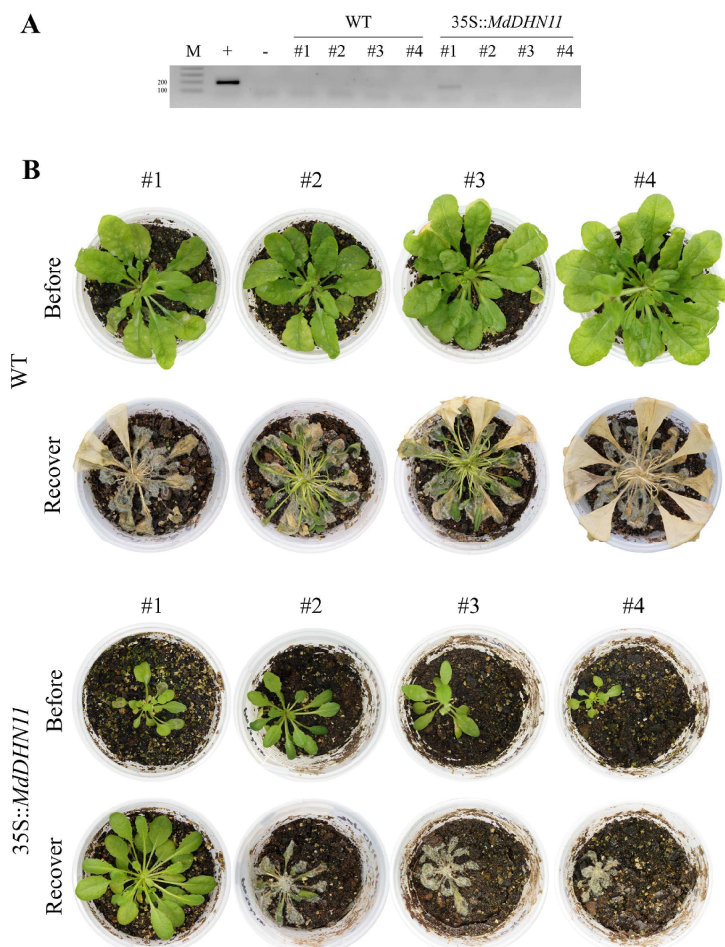 A
WT 35S::MdDHN11
M + - #1 #2 #3 #4 #1 #2 #3 #4
200
100
B
#1 #2 #3 #4
Before
WT
Recover
#1 #2 #3 #4
Before
35S::MdDHN11
Recover